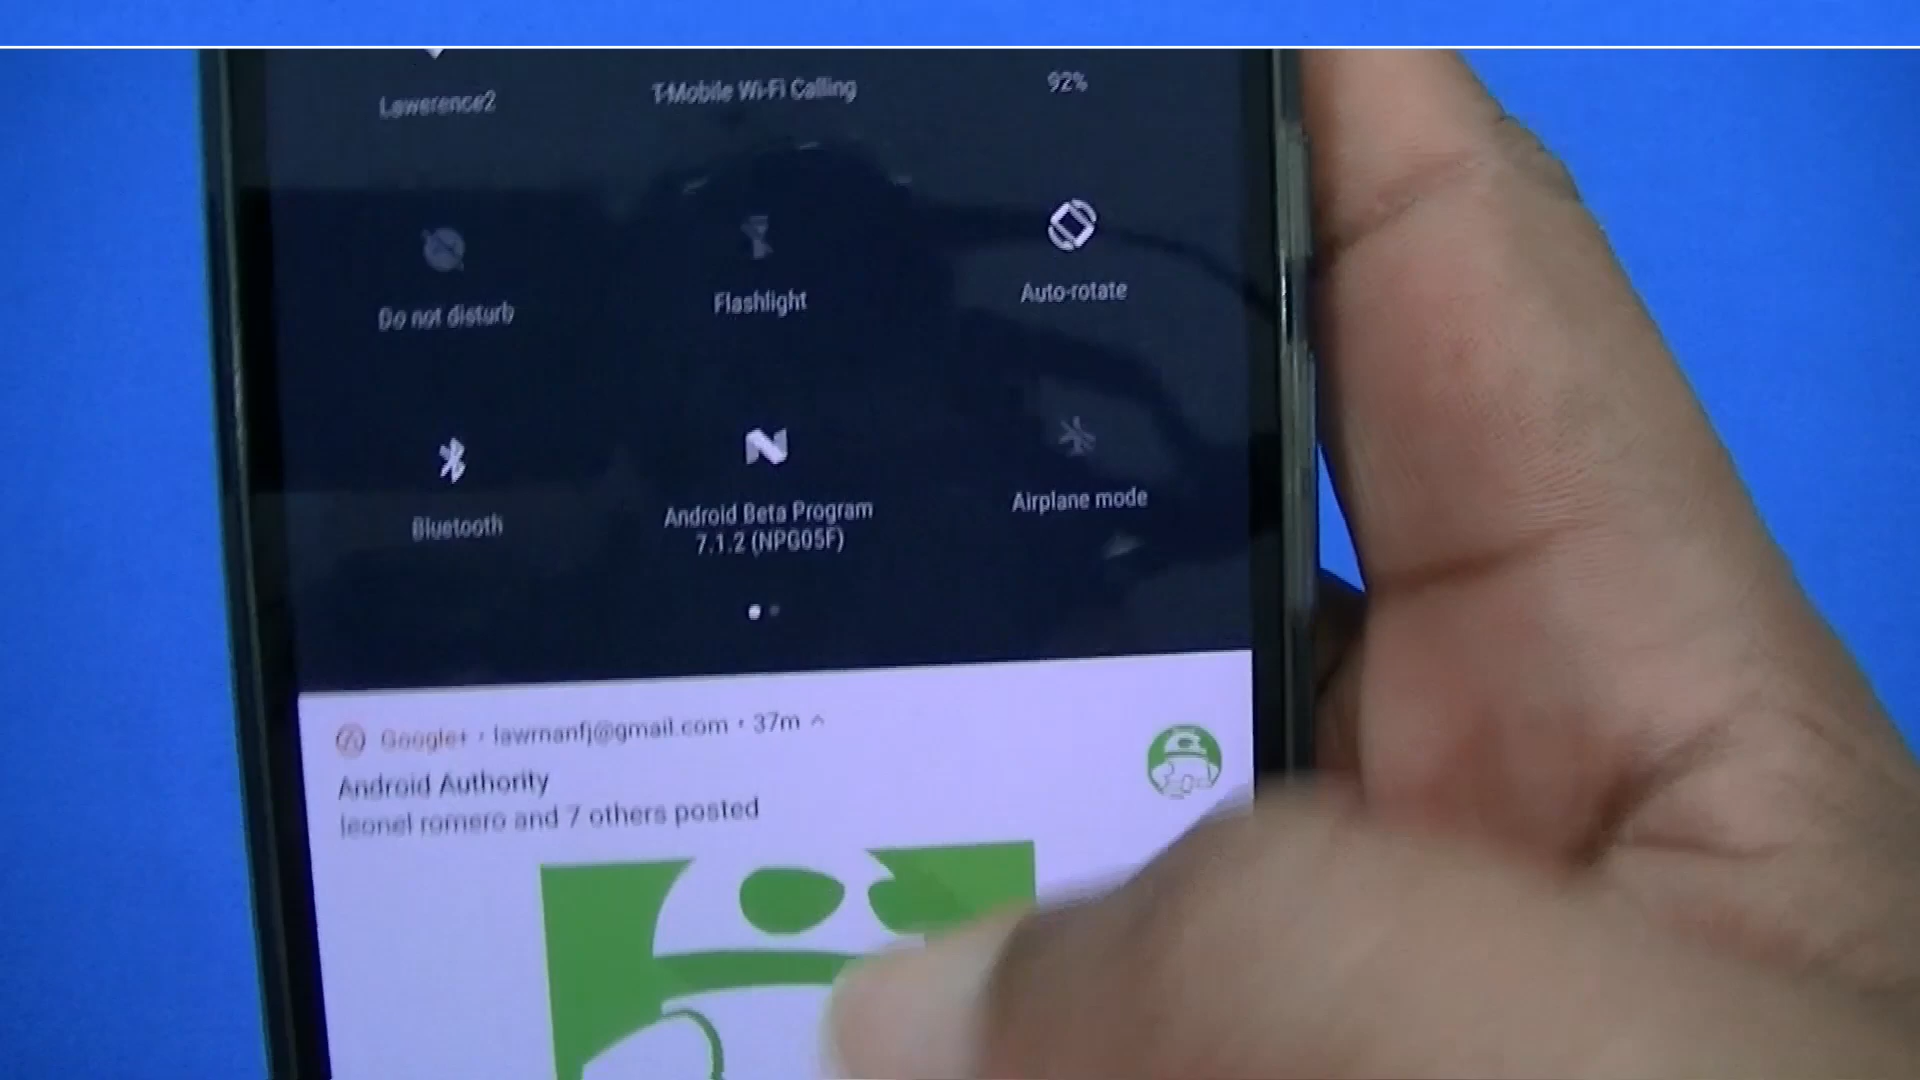 Lawerence2
T-Mobile Wi-Fi Calling
92%
Do not disturb
Flashlight
Auto-rotate
Bluetooth
Android Beta Program
7.1.2 (NPG05F)
Airplane mode
Google+ • lawrnanfj@gmail.com • 37m ^
Android Authority
leonel romero and 7 others posted